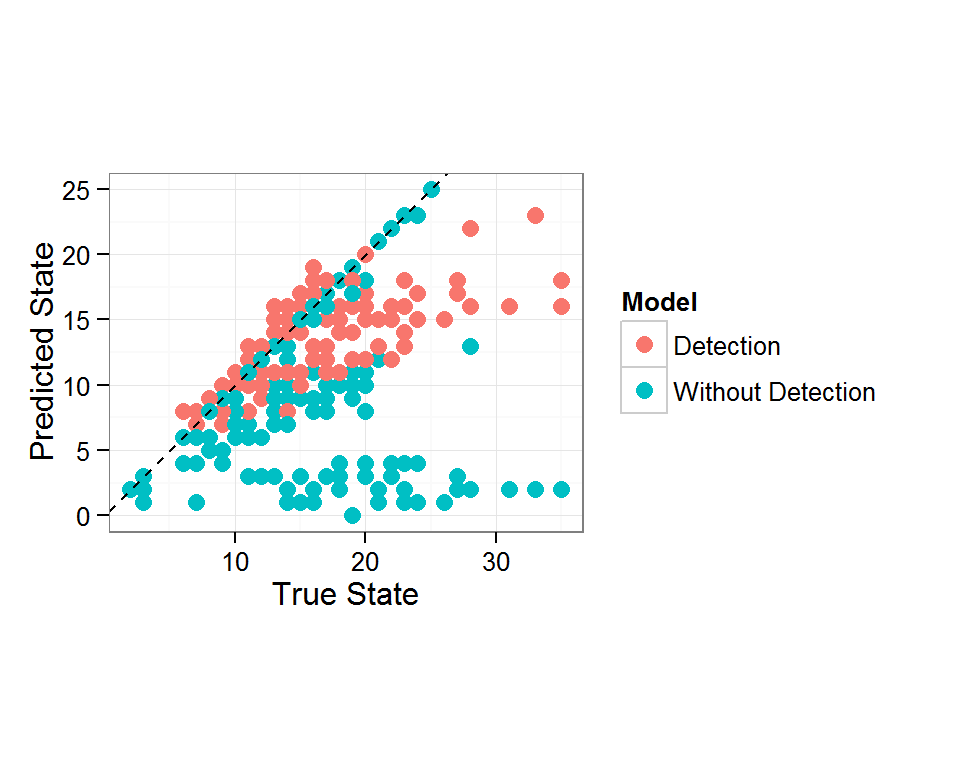 25
20
15
10
5
0
Predicted State
10 20 30
True State
Model
Detection
Without Detection